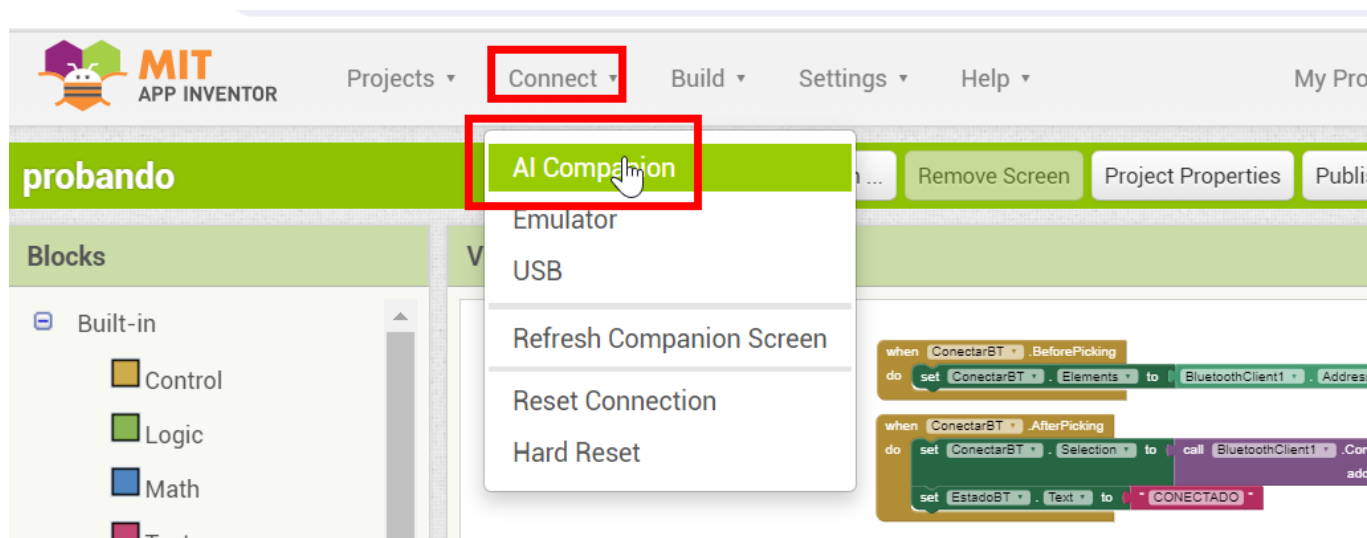 MIT
APP INVENTOR
Projects
Connect
Build
Settings
Help
My Pro
probando
AI Companion
Emulator
USB
Refresh Companion Screen
Reset Connection
Hard Reset
...
Remove Screen
Project Properties
Publi
Blocks
V
Built-in
Control
Logic
Math
when ConectarBT .BeforePicking
do set ConectarBT . Elements to BluetoothClient1 . Address
when ConectarBT .AfterPicking
do set ConectarBT . Selection to call BluetoothClient1 .Con
add
set EstadoBT . Text to " CONECTADO "